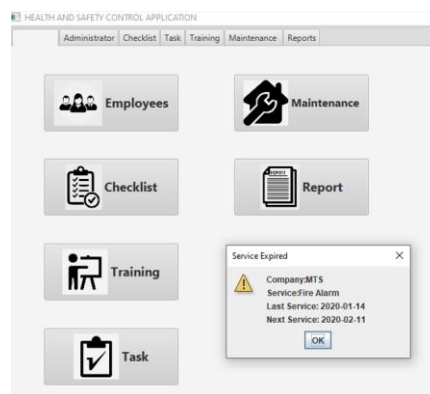 HEALTH AND SAFETY CONTROL APPLICATION
Administrator Checklist Task Training Maintenance Reports
Employees
Maintenance
Checklist
REPORT
Report
Training
Task
Service Expired
Company:MTS
Service:Fire Alarm
Last Service: 2020-01-14
Next Service: 2020-02-11
OK